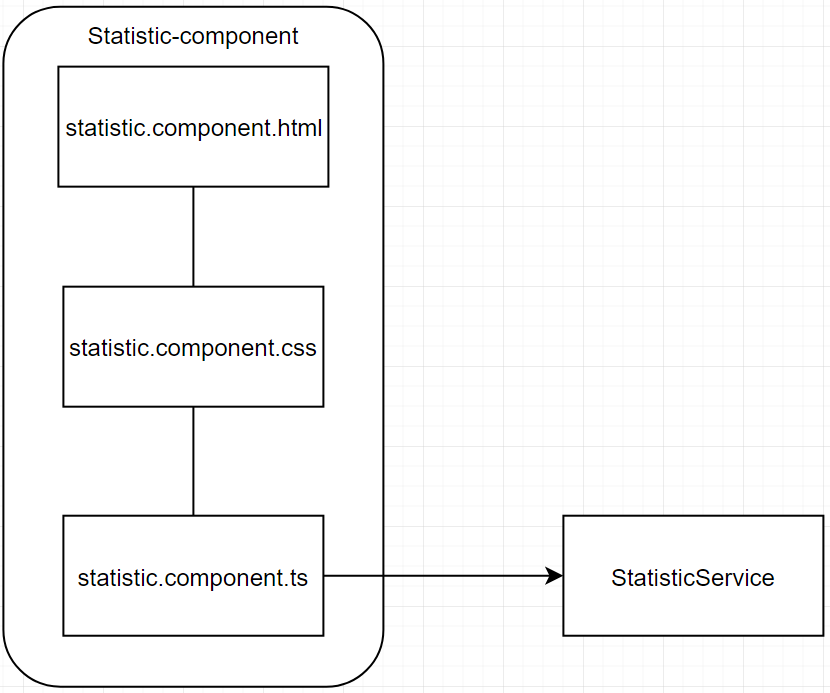 Statistic-component
statistic.component.html
statistic.component.css
statistic.component.ts
StatisticService